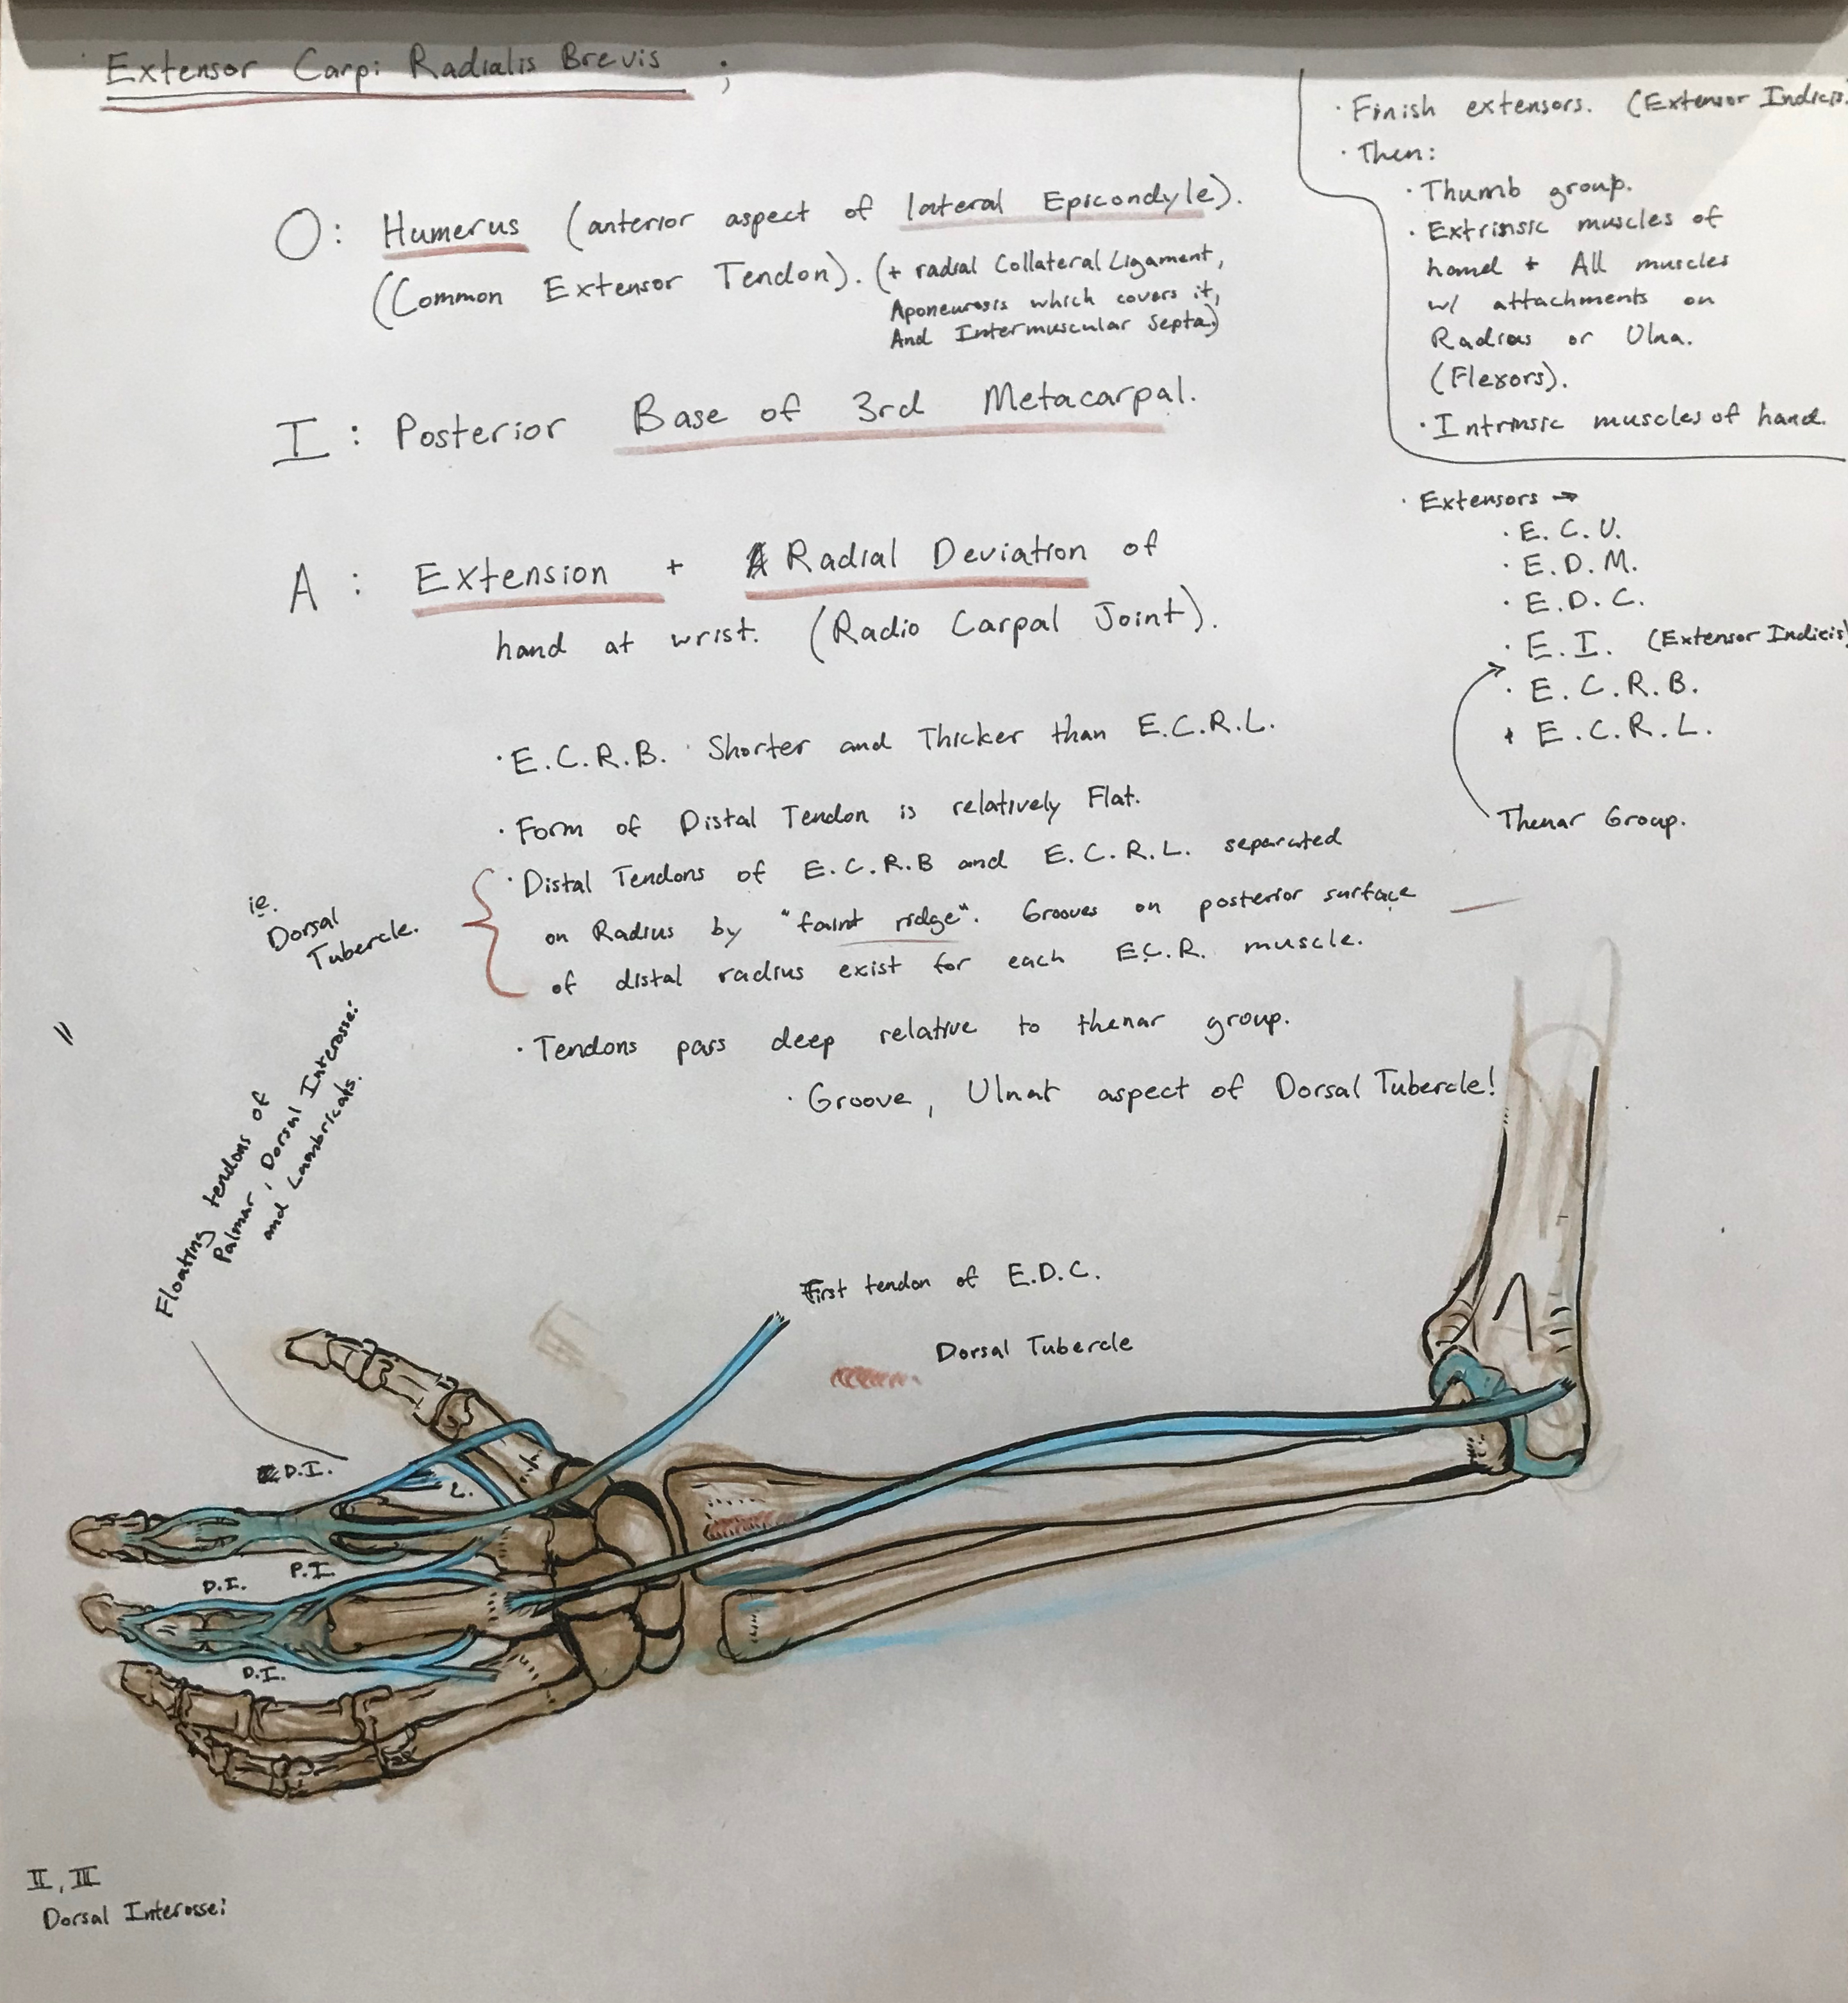 Extensor Carpi Radialis Brevis ;
O: Humerus (anterior aspect of lateral Epicondyle).
(Common Extensor Tendon). (+ radial Collateral Ligament,
Aponeurosis which covers it,
And Intermuscular Septa)
I: Posterior Base of 3rd Metacarpal.
A: Extension + Radial Deviation of
hand at wrist. (Radio Carpal Joint).
· E.C.R.B. Shorter and Thicker than E.C.R.L.
· Form of Distal Tendon is relatively Flat.
· Distal Tendons of E.C.R.B and E.C.R.L. separated
on Radius by "faint ridge". Grooves on posterior surface
of distal radius exist for each E.C.R. muscle.
ie.
Dorsal
Tubercle.
· Tendons pass deep relative to thenar group.
· Groove, Ulnar aspect of Dorsal Tubercle!
· Finish extensors. (Extensor Indicis
· Then:
· Thumb group.
· Extrinsic muscles of
hand + All muscles
w/ attachments on
Radius or Ulna.
(Flexors).
· Intrinsic muscles of hand.
· Extensors →
· E.C.U.
· E.D.M.
· E.D.C.
· E.I. (Extensor Indicis)
· E.C.R.B.
· E.C.R.L.
Thenar Group.
Floating tendons of
Palmar, Dorsal Interossei
and Lumbricals.
First tendon of E.D.C.
Dorsal Tubercle
D.I.
L.
P.I.
D.I.
D.I.
II, III
Dorsal Interossei